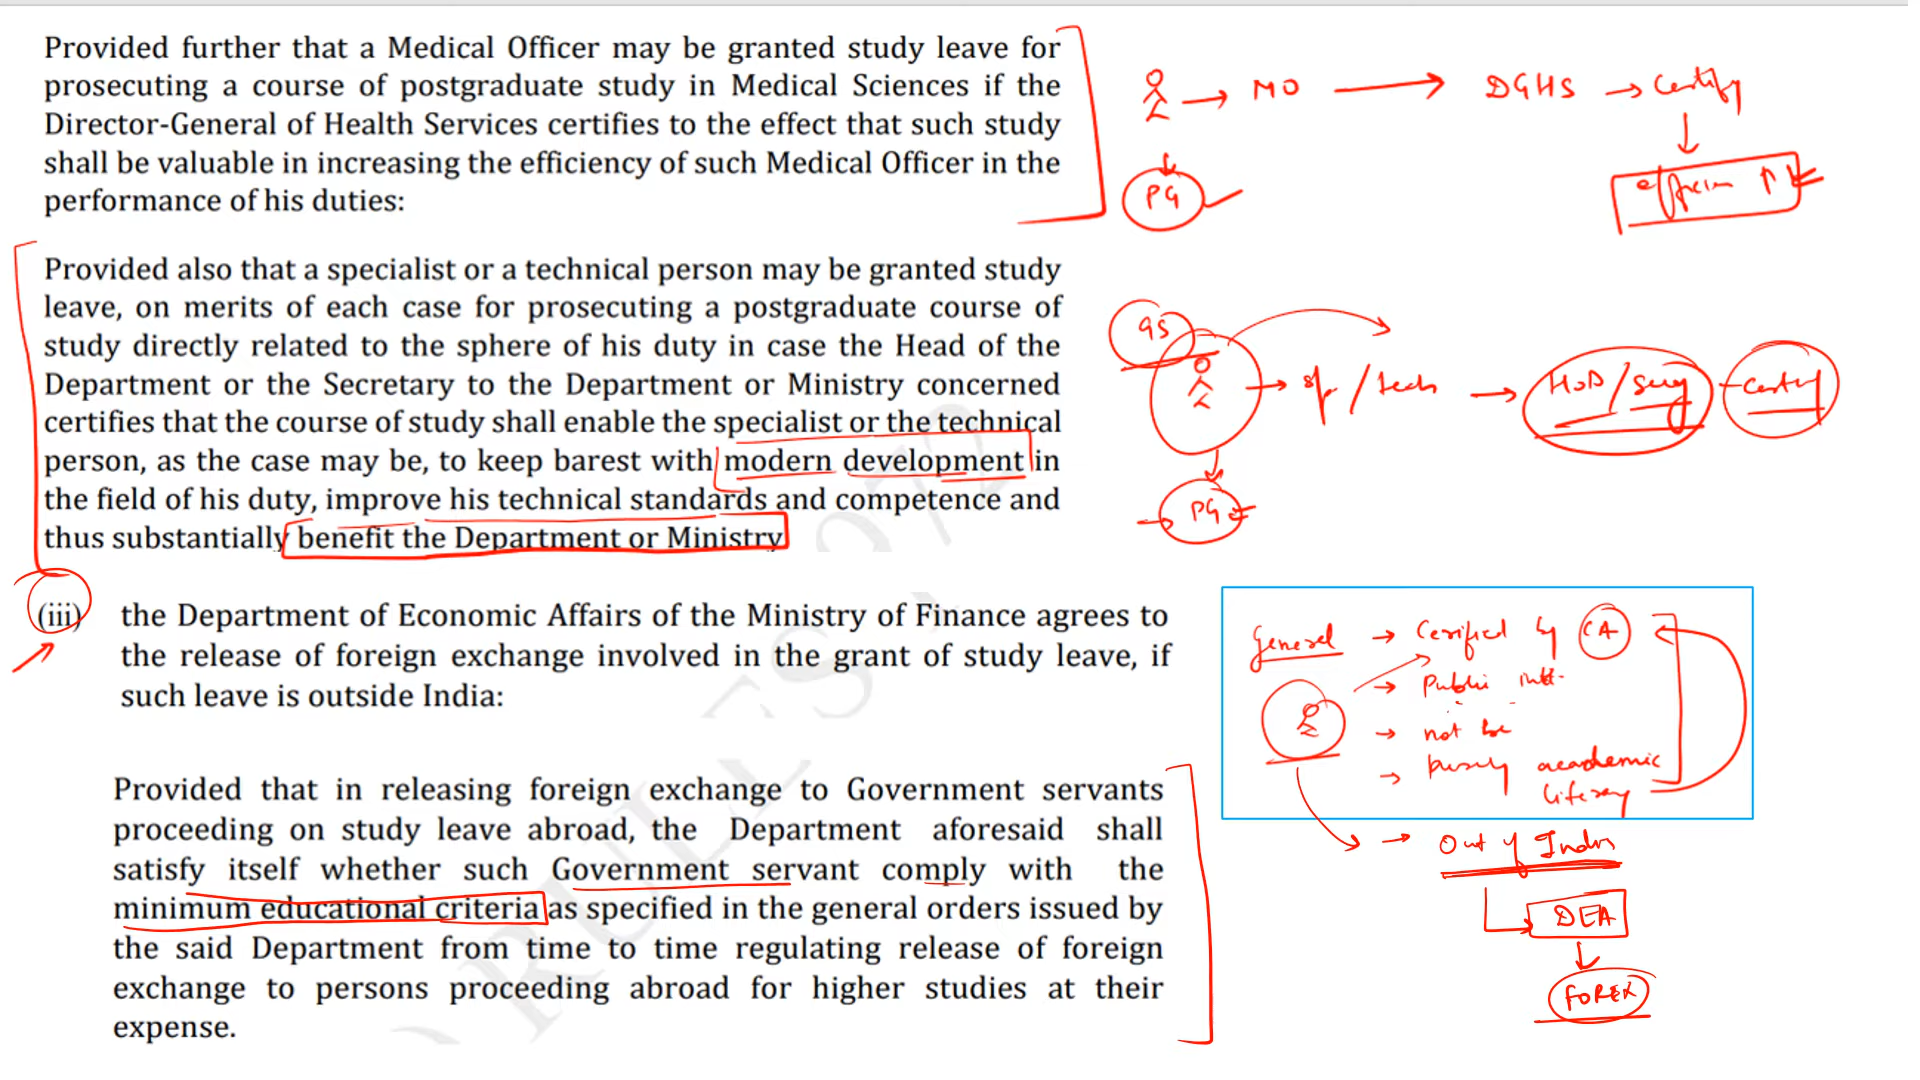 Provided further that a Medical Officer may be granted study leave for
prosecuting a course of postgraduate study in Medical Sciences if the
Director-General of Health Services certifies to the effect that such study
shall be valuable in increasing the efficiency of such Medical Officer in the
performance of his duties:
MO DGHS certify
PG
Provided also that a specialist or a technical person may be granted study
leave, on merits of each case for prosecuting a postgraduate course of
study directly related to the sphere of his duty in case the Head of the
Department or the Secretary to the Department or Ministry concerned
certifies that the course of study shall enable the specialist or the technical
person, as the case may be, to keep barest with modern development in
the field of his duty, improve his technical standards and competence and
thus substantially benefit the Department or Ministry
GS
/ tech HOD /
PG
(iii) the Department of Economic Affairs of the Ministry of Finance agrees to
the release of foreign exchange involved in the grant of study leave, if
such leave is outside India:
Provided that in releasing foreign exchange to Government servants
proceeding on study leave abroad, the Department aforesaid shall
satisfy itself whether such Government servant comply with the
minimum educational criteria as specified in the general orders issued by
the said Department from time to time regulating release of foreign
exchange to persons proceeding abroad for higher studies at their
expense.
General → by CA
→ Public
→ not be
→ academic
→ Out of
DEA
FOREX
RULES 1972